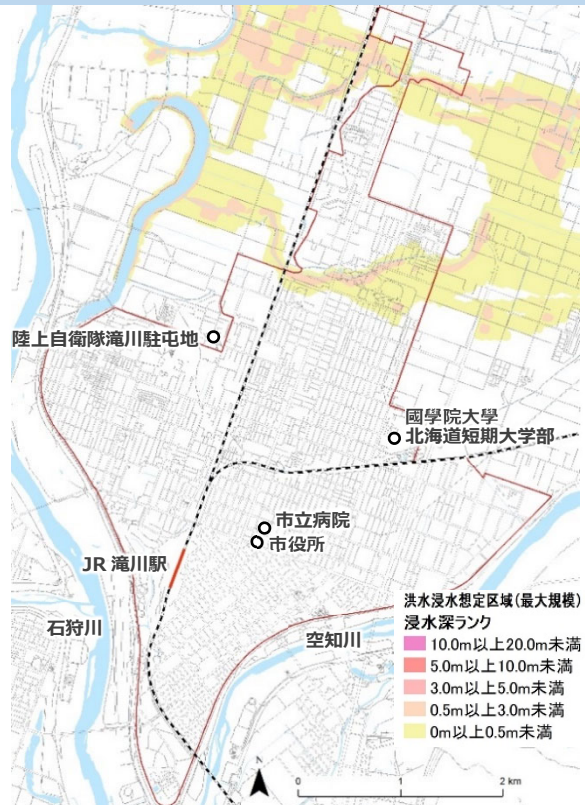 陸上自衛隊滝川駐屯地
國學院大學
北海道短期大学部
市立病院
市役所
JR 滝川駅
石狩川
空知川
洪水浸水想定区域(最大規模)
浸水深ランク
10.0m以上20.0m未満
5.0m以上10.0m未満
3.0m以上5.0m未満
0.5m以上3.0m未満
0m以上0.5m未満
N
0 1 2 km